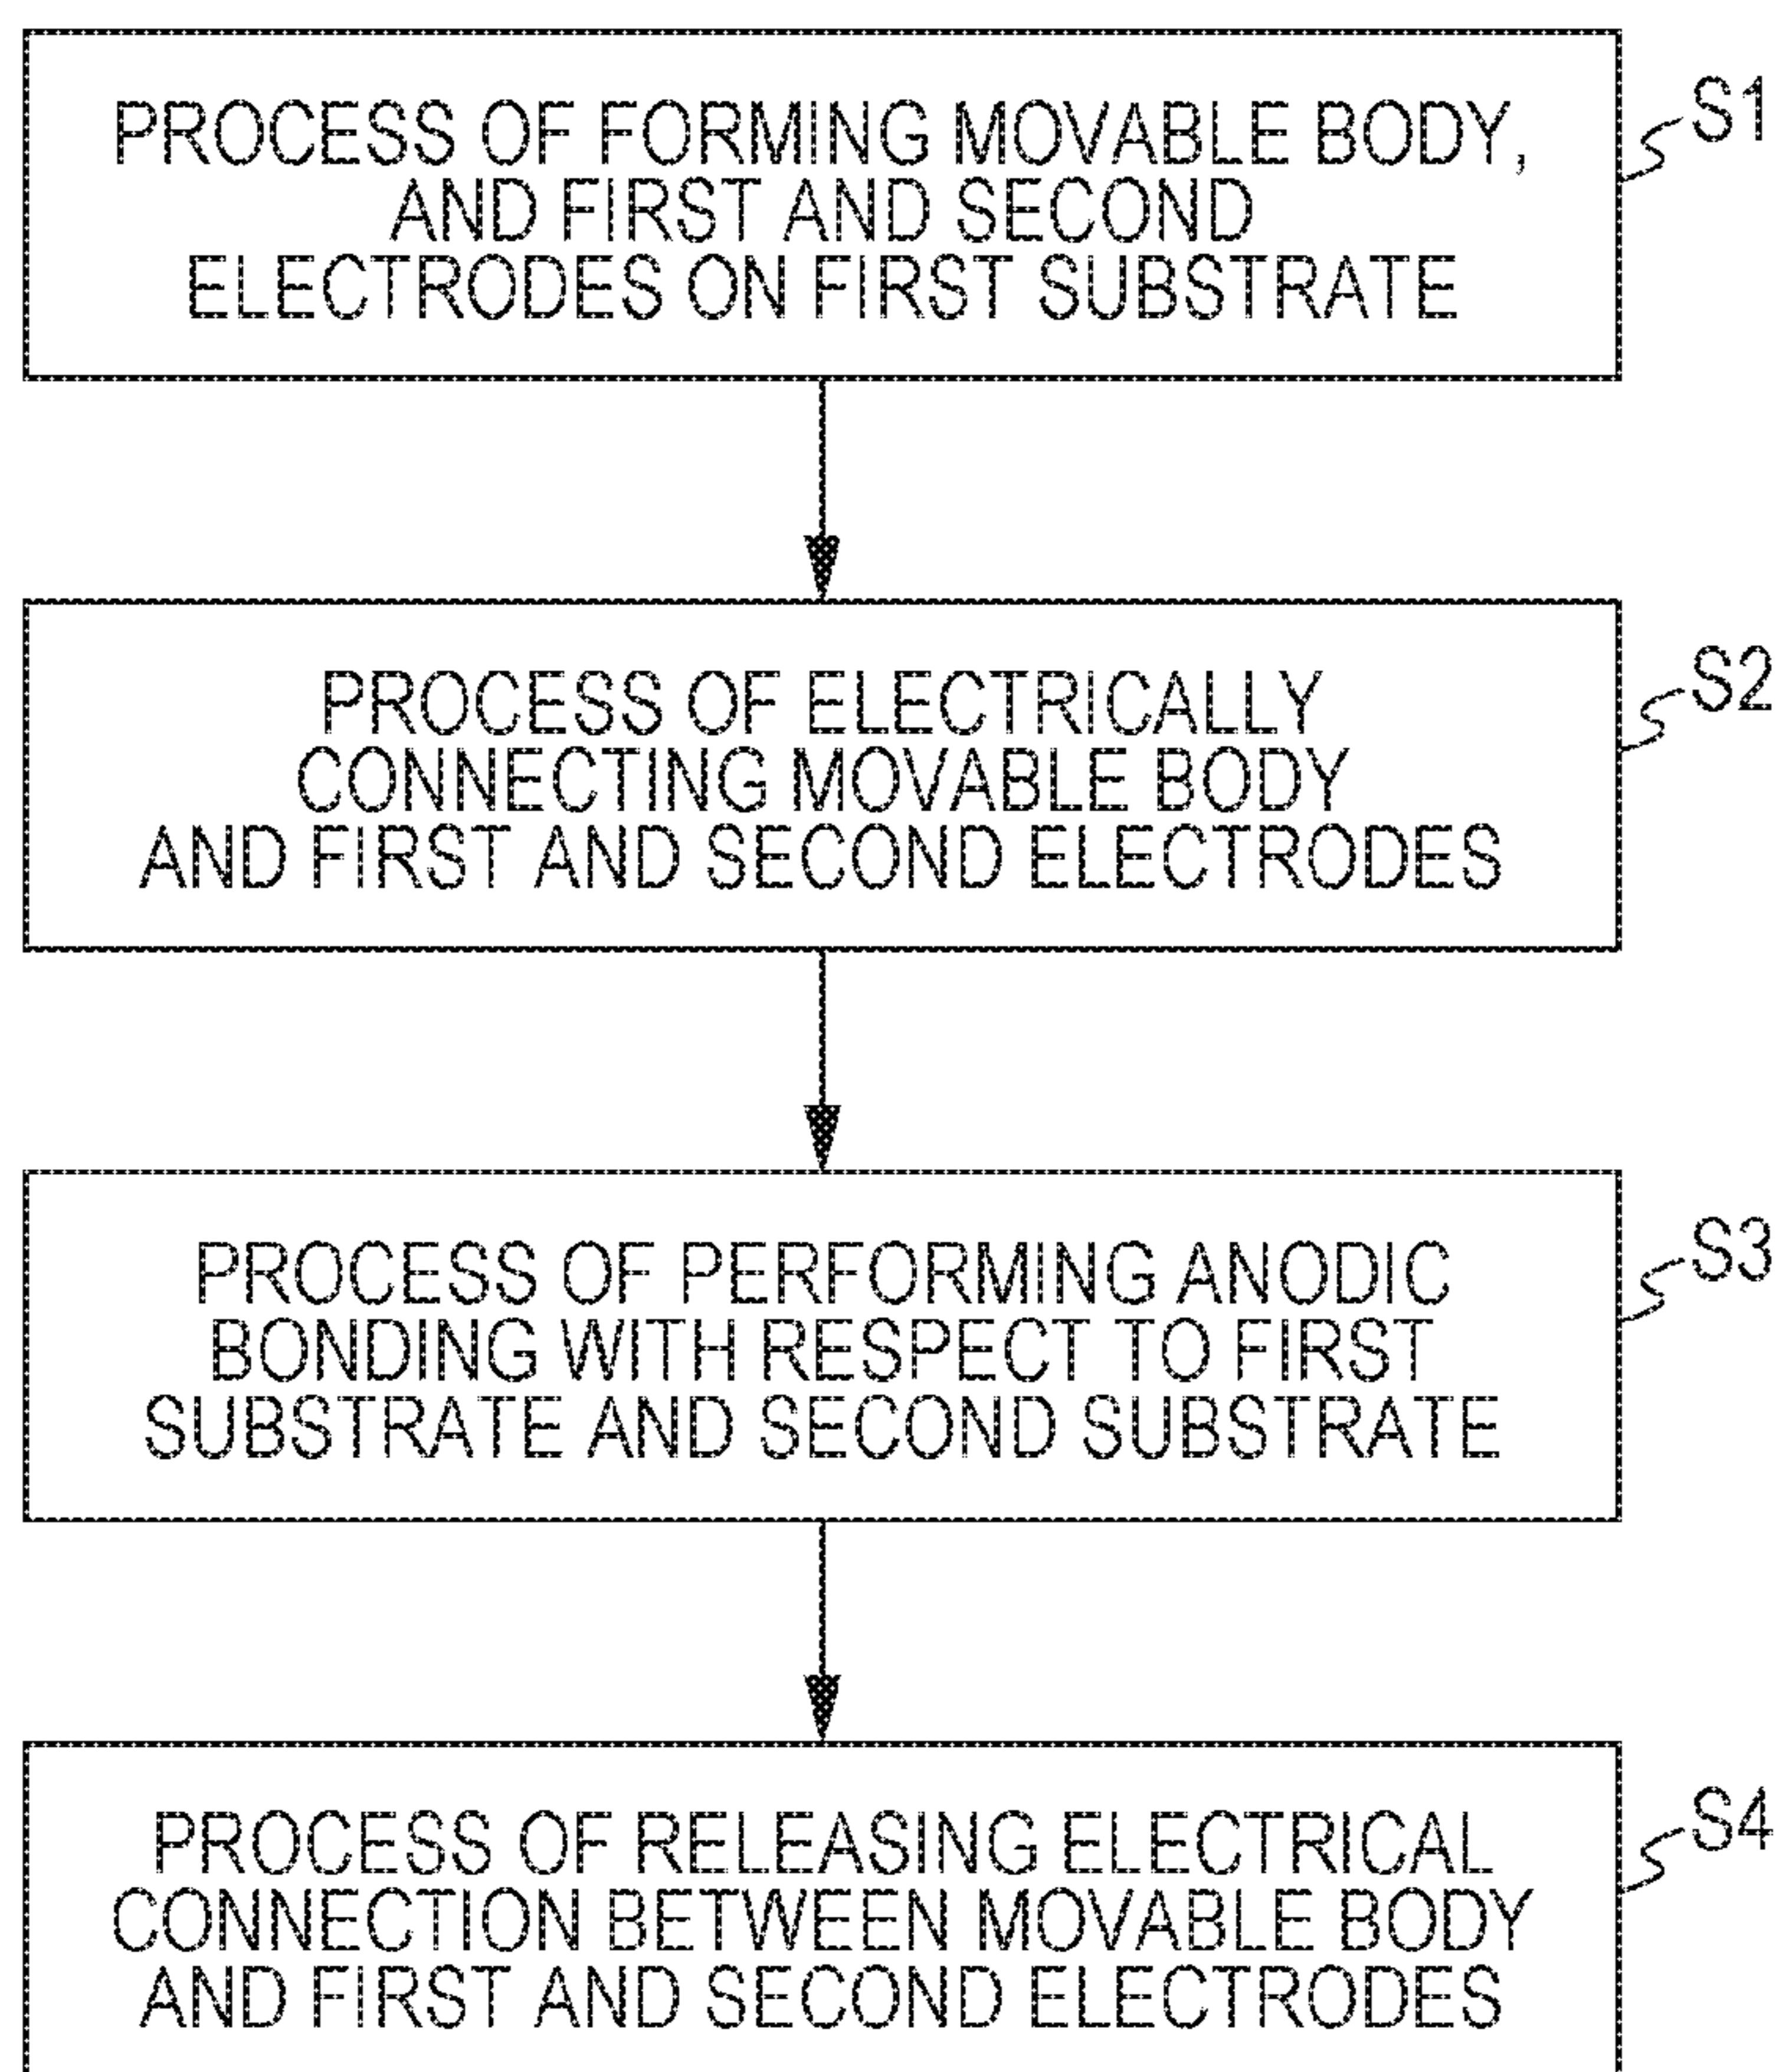 PROCESS OF FORMING MOVABLE BODY,
AND FIRST AND SECOND
ELECTRODES ON FIRST SUBSTRATE
S1
PROCESS OF ELECTRICALLY
CONNECTING MOVABLE BODY
AND FIRST AND SECOND ELECTRODES
S2
PROCESS OF PERFORMING ANODIC
BONDING WITH RESPECT TO FIRST
SUBSTRATE AND SECOND SUBSTRATE
S3
PROCESS OF RELEASING ELECTRICAL
CONNECTION BETWEEN MOVABLE BODY
AND FIRST AND SECOND ELECTRODES
S4